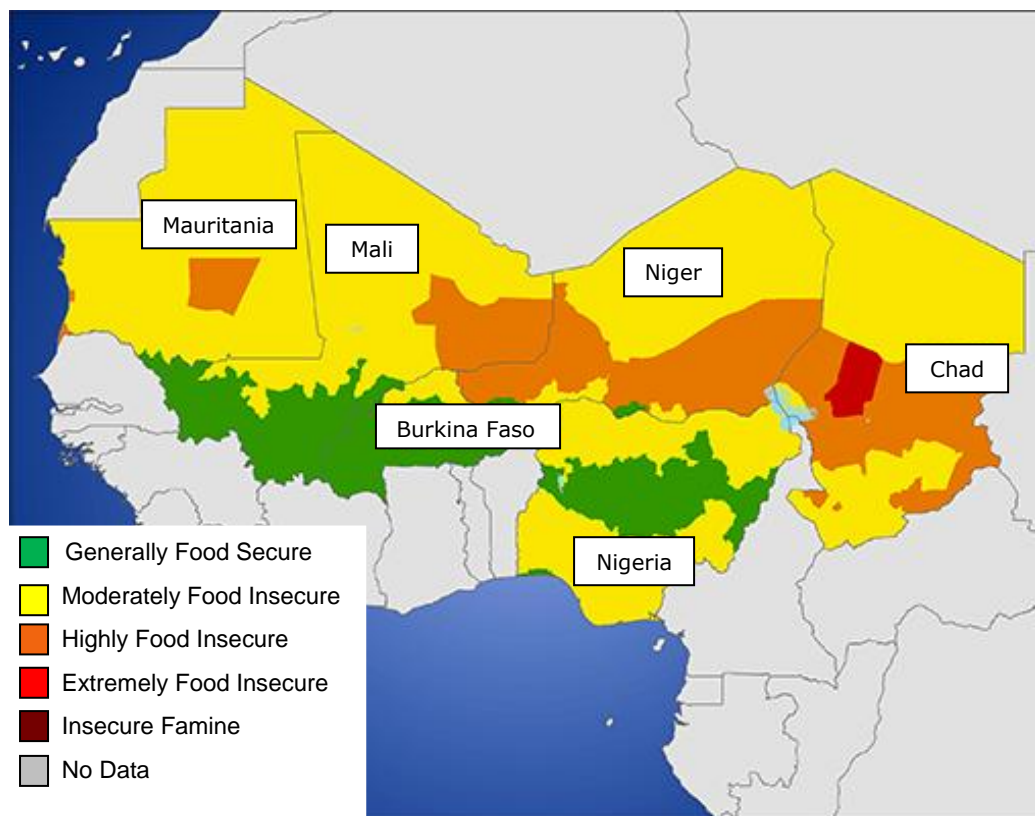 Mauritania
Mali
Niger
Chad
Burkina Faso
Nigeria
Generally Food Secure
Moderately Food Insecure
Highly Food Insecure
Extremely Food Insecure
Insecure Famine
No Data